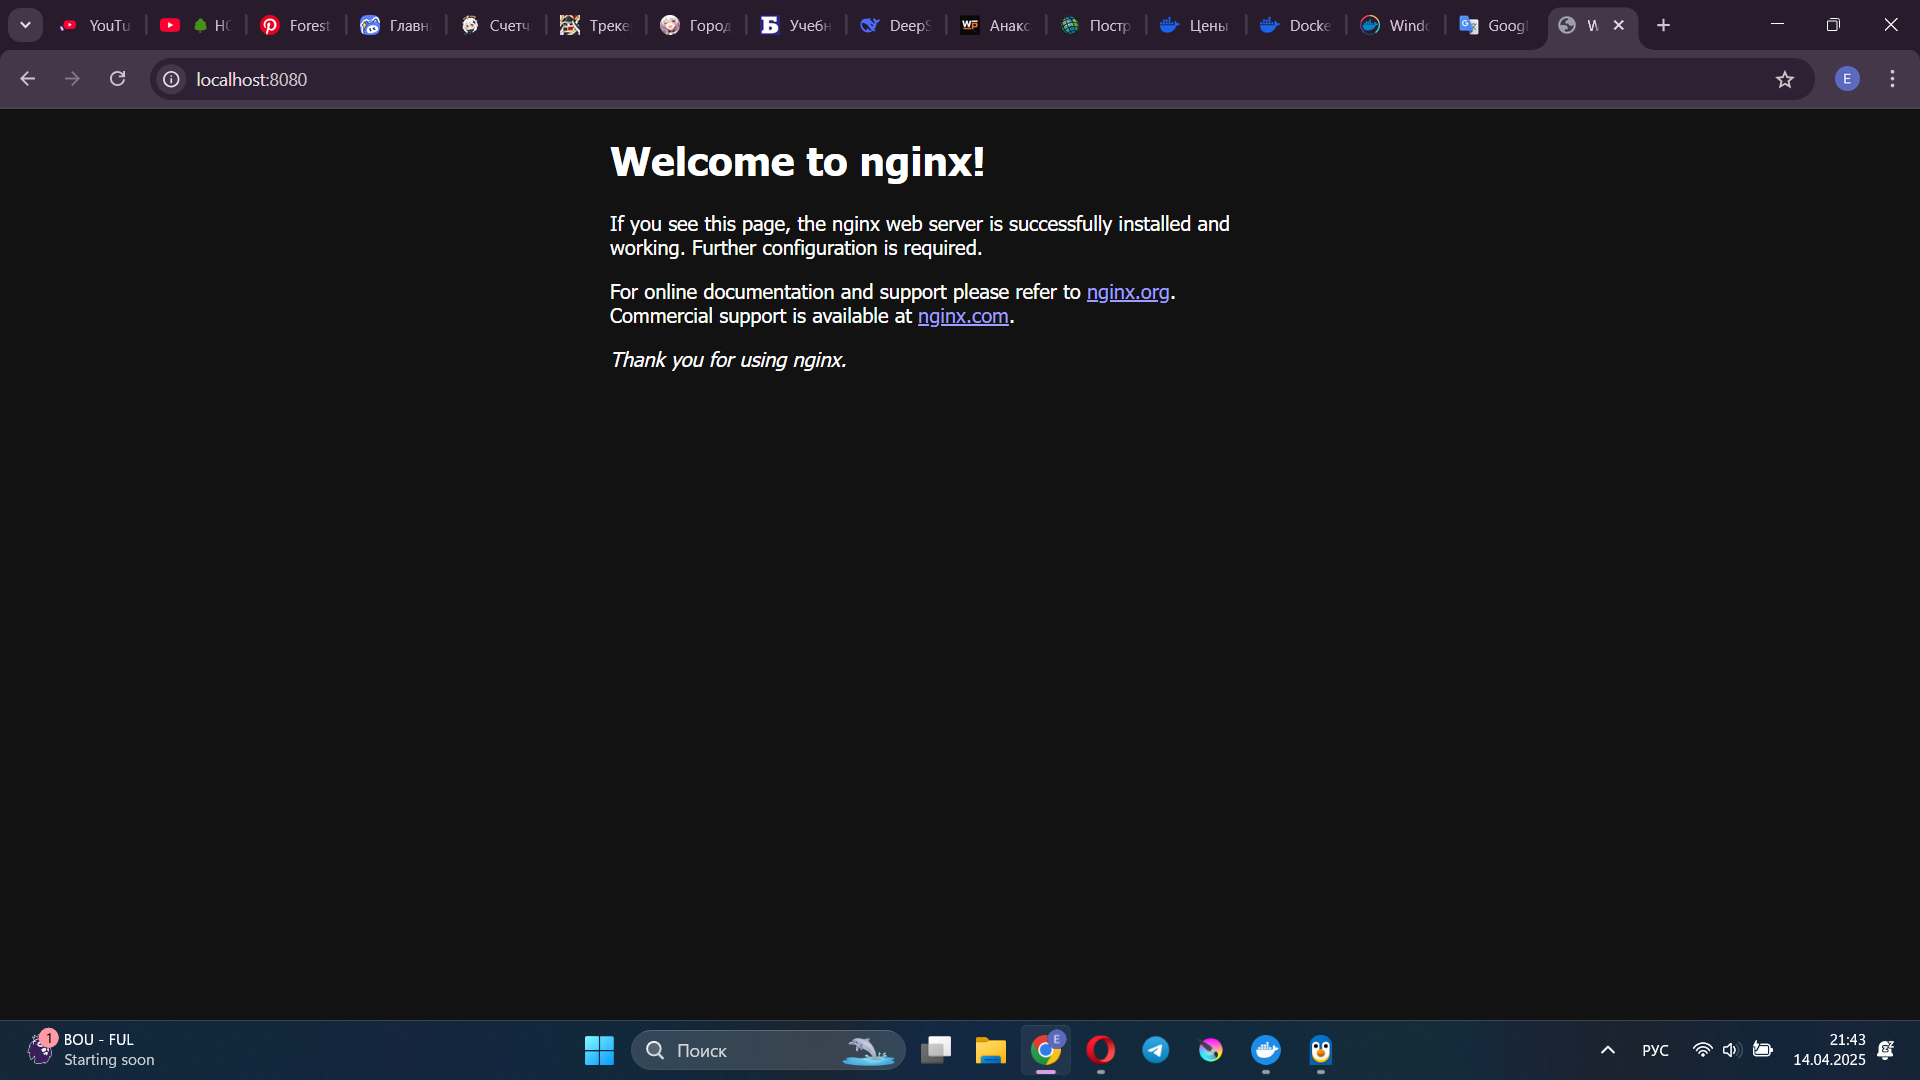 YouTu
НС
Forest
Главн
Счетч
Треке
Город
Учебн
DeepS
Анакс
Постр
Цены
Docke
Windo
Googl
W
localhost:8080
E
Welcome to nginx!
If you see this page, the nginx web server is successfully installed and
working. Further configuration is required.
For online documentation and support please refer to nginx.org.
Commercial support is available at nginx.com.
Thank you for using nginx.
1
BOU - FUL
Starting soon
Поиск
E
РУС
21:43
14.04.2025